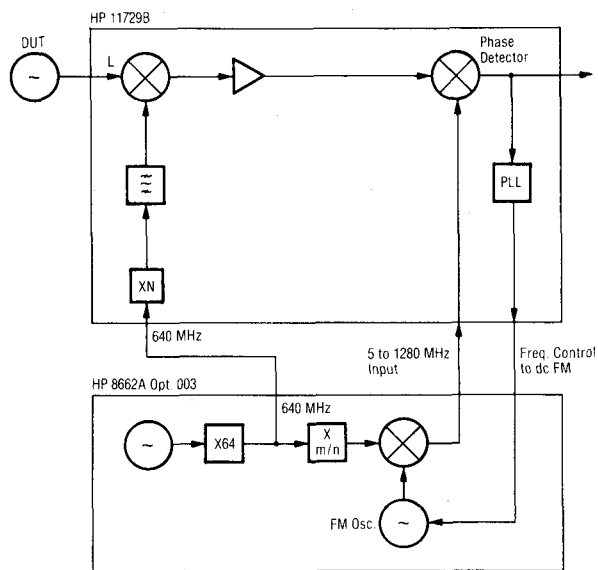 HP 11729B
DUT
~
L
Phase
Detector
PLL
XN
640 MHz
5 to 1280 MHz
Input
Freq. Control
to dc FM
HP 8662A Opt. 003
640 MHz
~
X64
X
m/n
FM Osc.
~